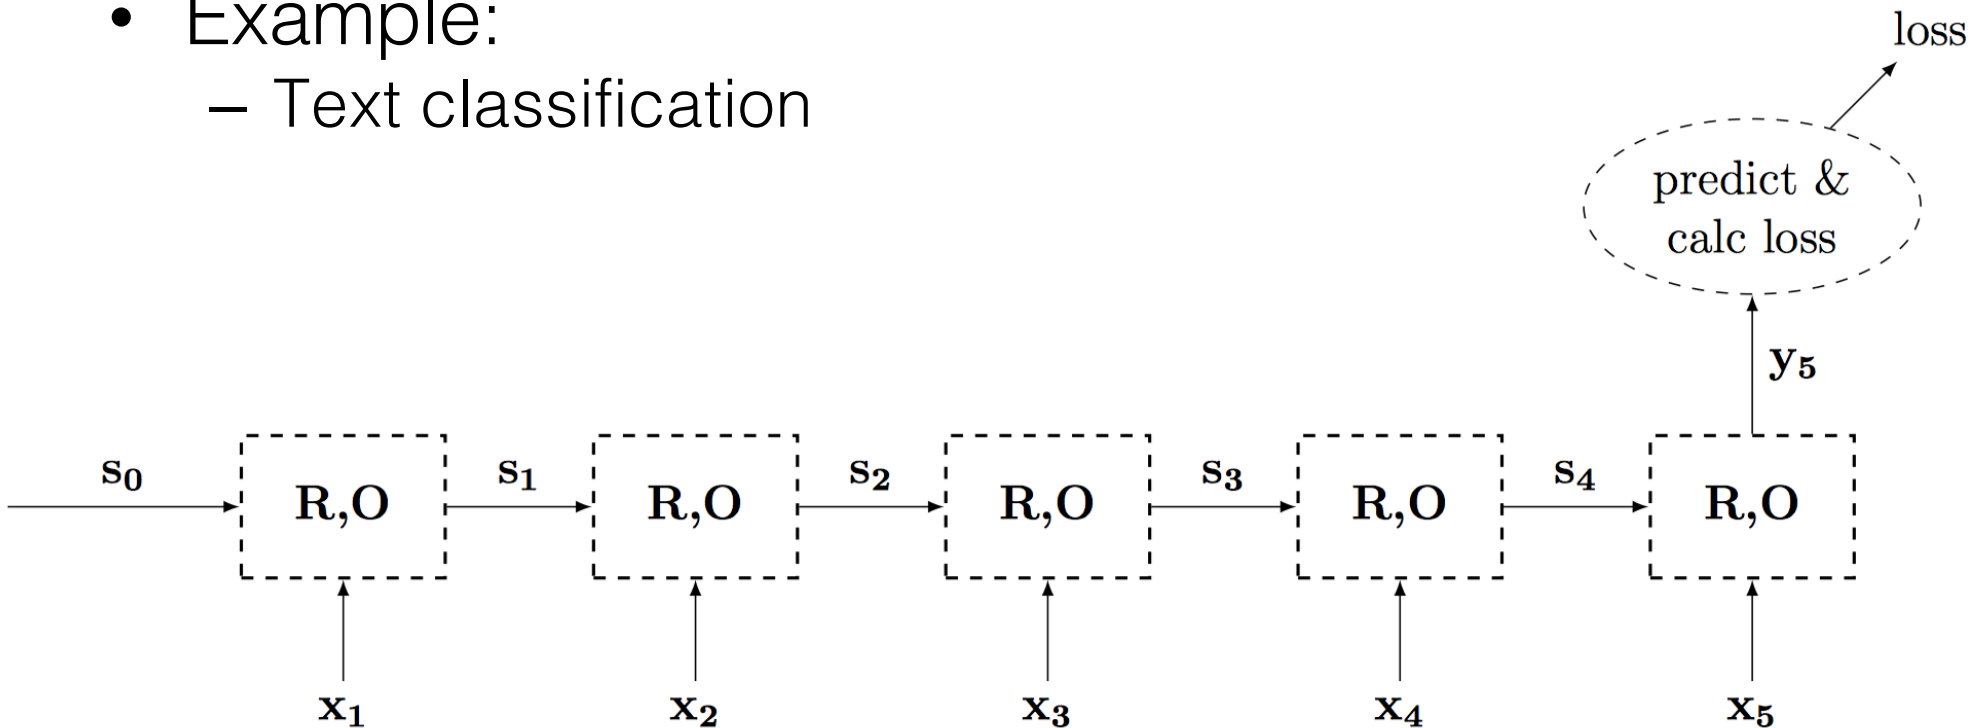 • Example:
– Text classification
loss
predict &
calc loss
y5
s0 s1 s2 s3 s4
R,O R,O R,O R,O R,O
x1 x2 x3 x4 x5